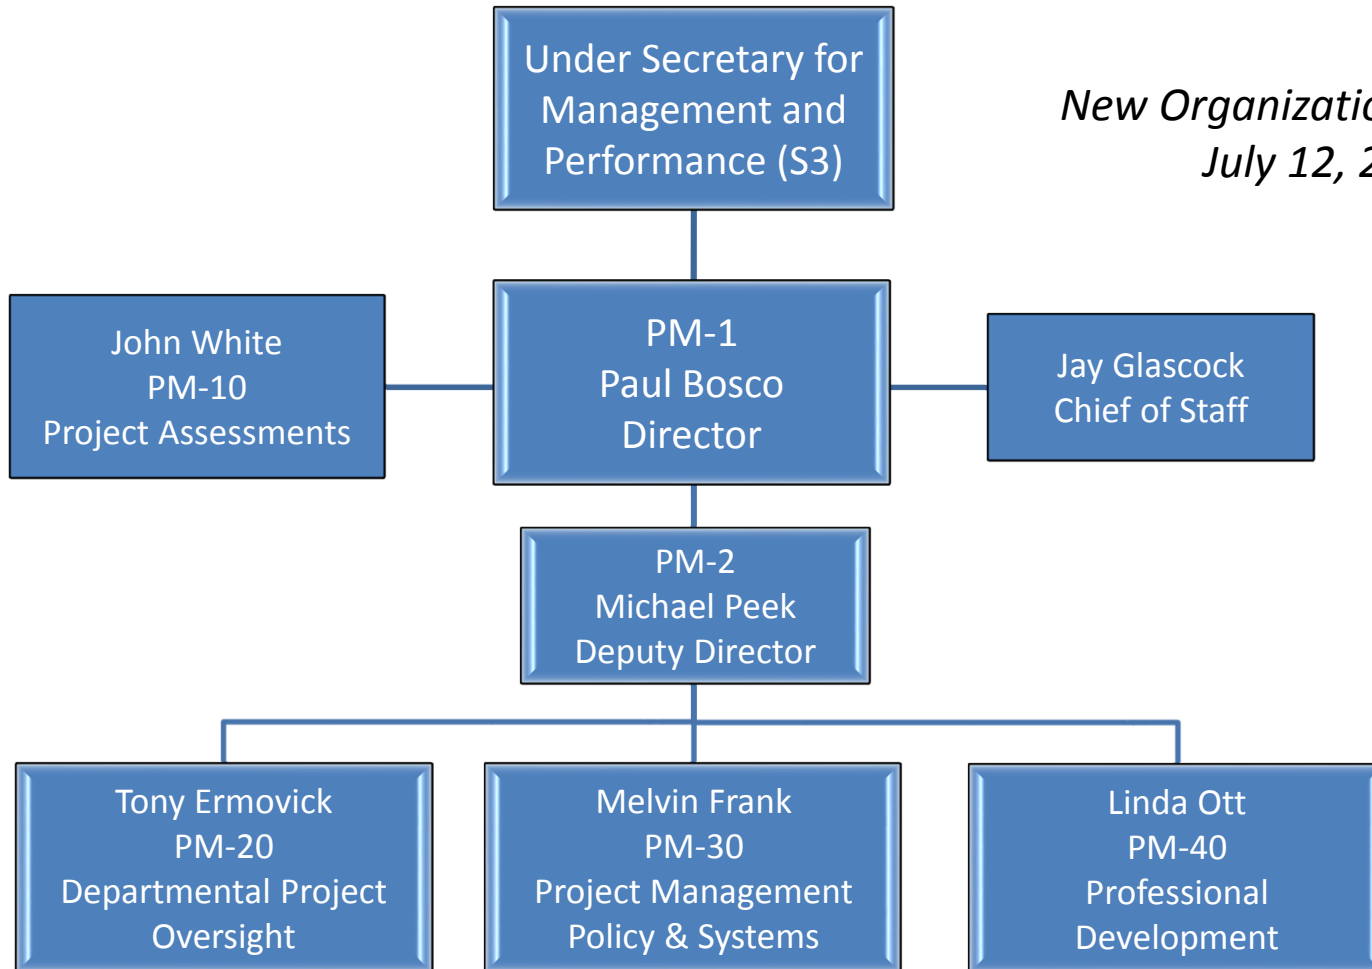 Under Secretary for
Management and
Performance (S3)
New
July 12,
John White
PM-10
Project Assessments
PM-1
Paul Bosco
Director
Jay Glascock
Chief of Staff
PM-2
Michael Peek
Deputy Director
Tony Ermovick
PM-20
Departmental Project
Oversight
Melvin Frank
PM-30
Project Management
Policy & Systems
Linda Ott
PM-40
Professional
Development